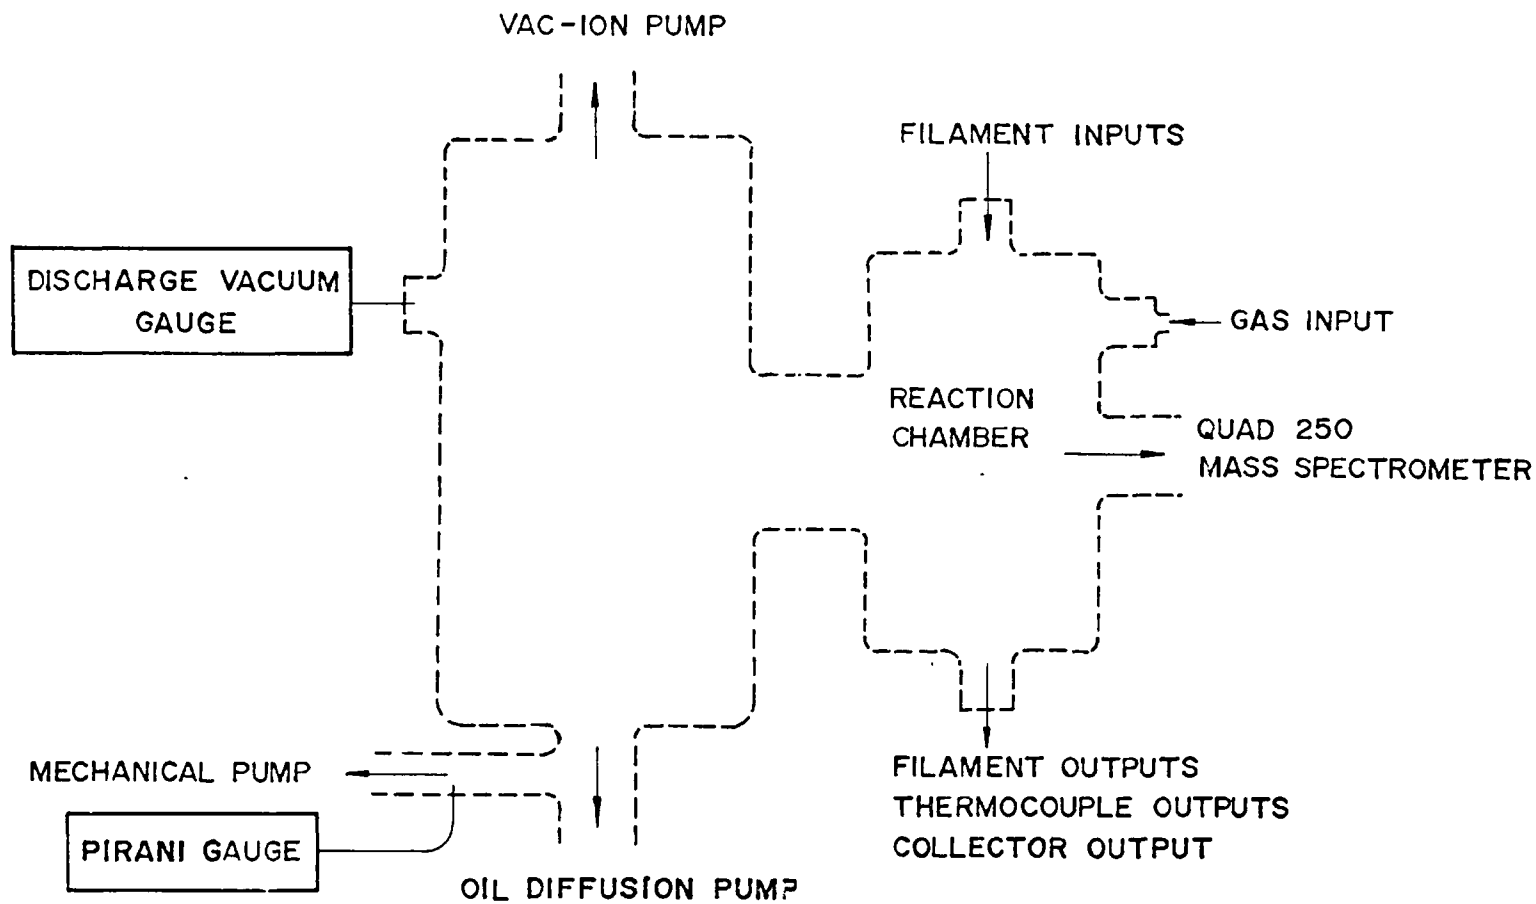 VAC-ION PUMP
FILAMENT INPUTS
DISCHARGE VACUUM
GAUGE
GAS INPUT
REACTION
CHAMBER
QUAD 250
MASS SPECTROMETER
MECHANICAL PUMP
PIRANI GAUGE
OIL DIFFUSION PUMP
FILAMENT OUTPUTS
THERMOCOUPLE OUTPUTS
COLLECTOR OUTPUT